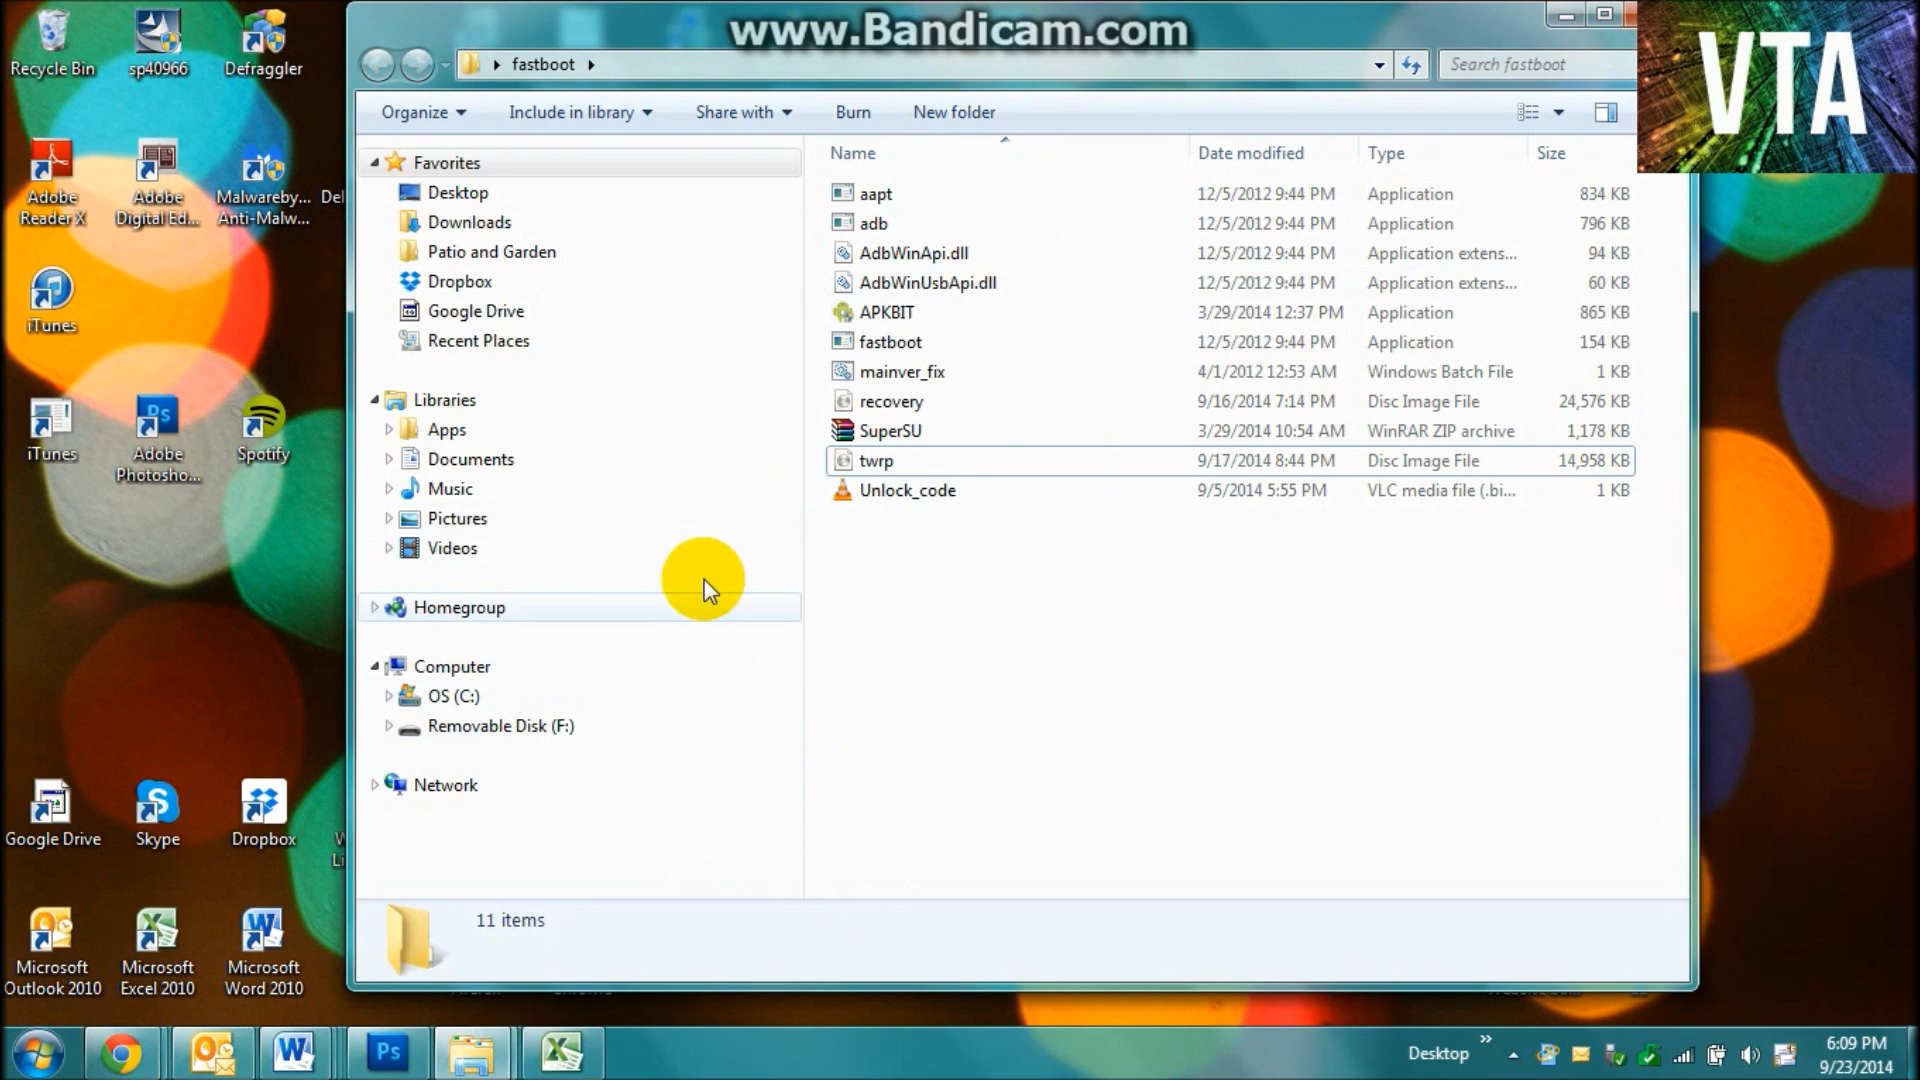 www.Bandicam.com
VTA
Recycle Bin
sp40966
Defraggler
Adobe
Reader X
Adobe
Digital Ed...
Malwareby...
Anti-Malw...
Del
iTunes
iTunes
Adobe
Photosho...
Spotify
Google Drive
Skype
Dropbox
Microsoft
Outlook 2010
Microsoft
Excel 2010
Microsoft
Word 2010
fastboot
Search fastboot
Organize
Include in library
Share with
Burn
New folder
Favorites
Desktop
Downloads
Patio and Garden
Dropbox
Google Drive
Recent Places
Libraries
Apps
Documents
Music
Pictures
Videos
Homegroup
Computer
OS (C:)
Removable Disk (F:)
Network
Name Date modified Type Size
aapt 12/5/2012 9:44 PM Application 834 KB
adb 12/5/2012 9:44 PM Application 796 KB
AdbWinApi.dll 12/5/2012 9:44 PM Application extens... 94 KB
AdbWinUsbApi.dll 12/5/2012 9:44 PM Application extens... 60 KB
APKBIT 3/29/2014 12:37 PM Application 865 KB
fastboot 12/5/2012 9:44 PM Application 154 KB
mainver_fix 4/1/2012 12:53 AM Windows Batch File 1 KB
recovery 9/16/2014 7:14 PM Disc Image File 24,576 KB
SuperSU 3/29/2014 10:54 AM WinRAR ZIP archive 1,178 KB
twrp 9/17/2014 8:44 PM Disc Image File 14,958 KB
Unlock_code 9/5/2014 5:55 PM VLC media file (.bi... 1 KB
11 items
Desktop
6:09 PM
9/23/2014